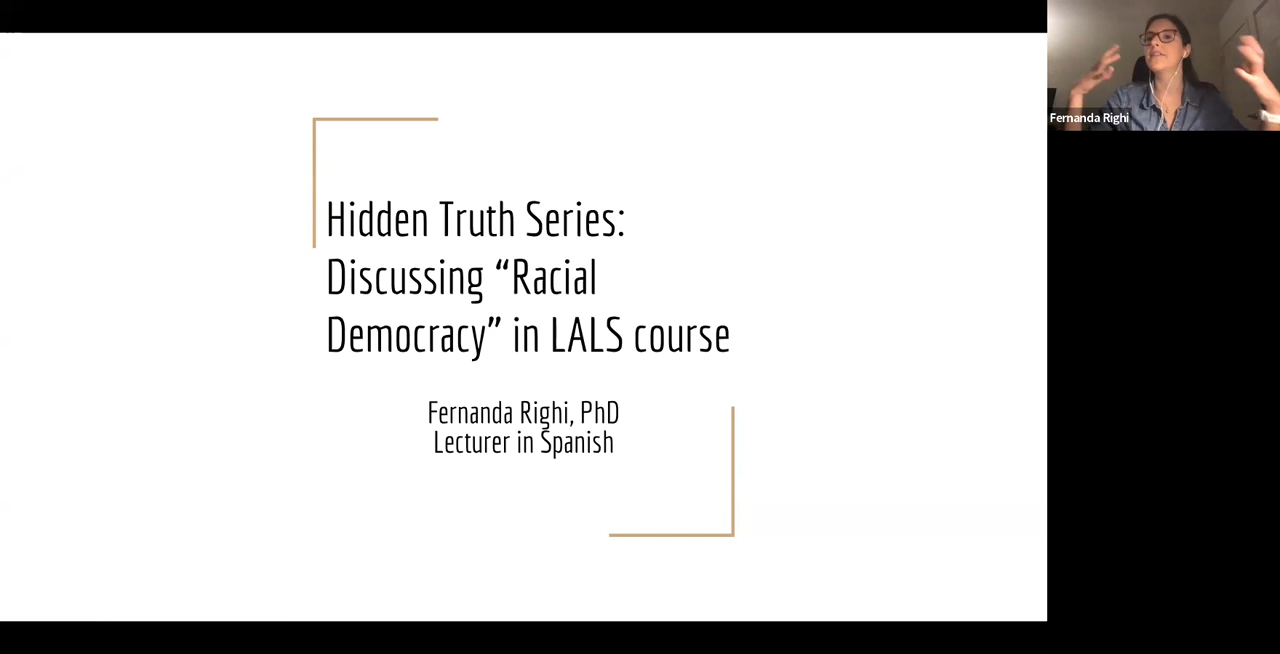 Hidden Truth Series:
Discussing “Racial
Democracy” in LALS course
Fernanda Righi, PhD
Lecturer in Spanish
Fernanda Righi